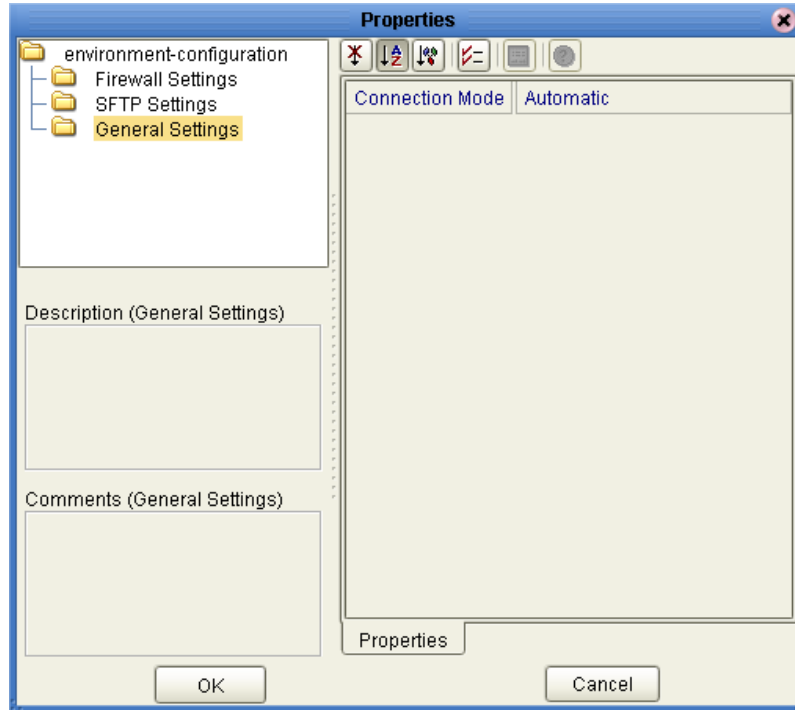 Properties
environment-configuration
Firewall Settings
SFTP Settings
General Settings
Connection Mode Automatic
Description (General Settings)
Comments (General Settings)
Properties
OK
Cancel